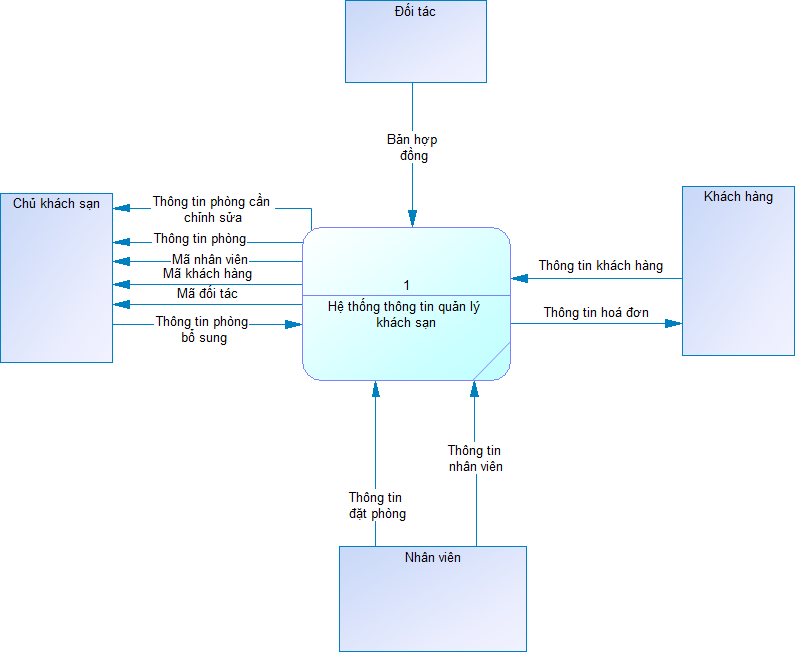 Đối tác
Bản hợp
đồng
Chủ khách sạn
Thông tin phòng cần
chỉnh sửa
Thông tin phòng
Mã nhân viên
Mã khách hàng
Mã đối tác
Thông tin phòng
bổ sung
1
Hệ thống thông tin quản lý
khách sạn
Khách hàng
Thông tin khách hàng
Thông tin hoá đơn
Thông tin
nhân viên
Thông tin
đặt phòng
Nhân viên